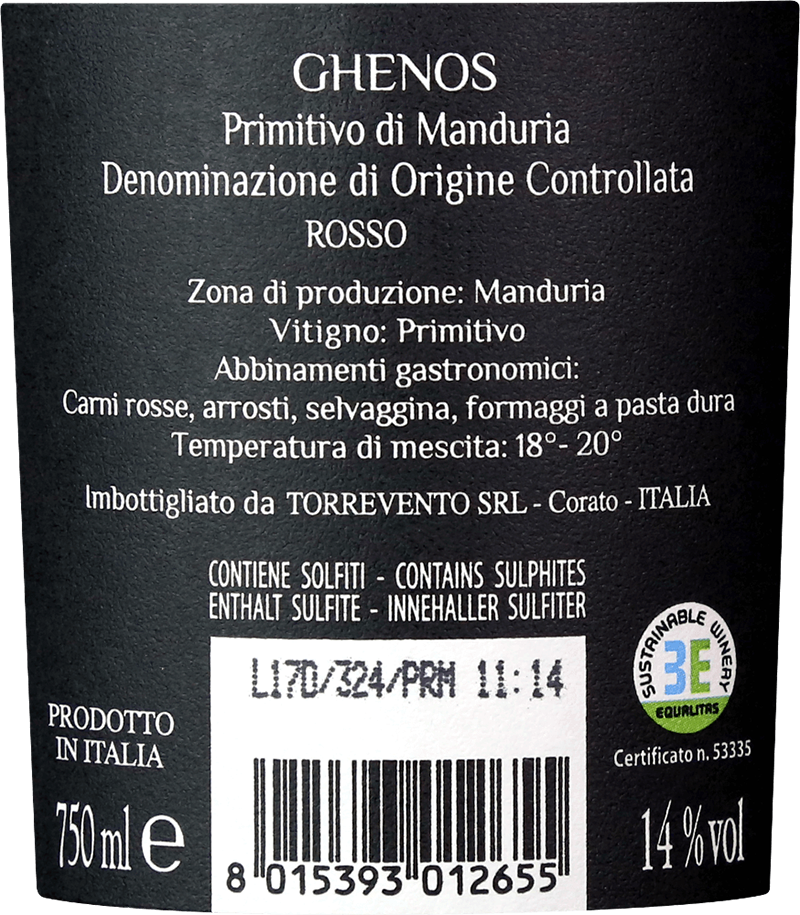 GHENOS
Primitivo di Manduria
Denominazione di Origine Controllata
ROSSO
Zona di produzione: Manduria
Vitigno: Primitivo
Abbinamenti gastronomici:
Carni rosse, arrosti, selvaggina, formaggi a pasta dura
Temperatura di mescita: 18°- 20°
Imbottigliato da TORREVENTO SRL - Corato - ITALIA
CONTIENE SOLFITI - CONTAINS SULPHITES
ENTHALT SULFITE - INNEHALLER SULFITER
L17D/324/PRM 11:14
SUSTAINABLE WINERY
3E
EQUALITAS
Certificato n. 53335
PRODOTTO
IN ITALIA
750 ml e
14 % vol
8 015393 012655